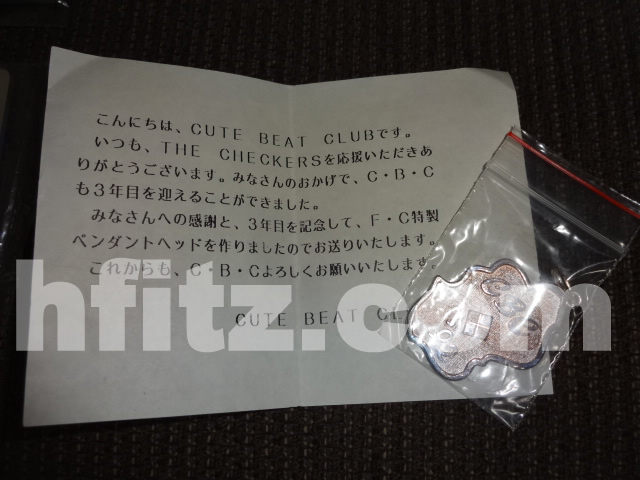 こんにちは、CUTE BEAT CLUBです。
いつも、THE CHECKERSを応援いただきあ
りがとうございます。みなさんのおかげで、C・B・C
も3年目を迎えることができました。
みなさんへの感謝と、3年目を記念して、F・C特製
ペンダントヘッドを作りましたのでお送りいたします。
これからも、C・B・Cよろしくお願いいたします。
CUTE BEAT CL
hfitz.com